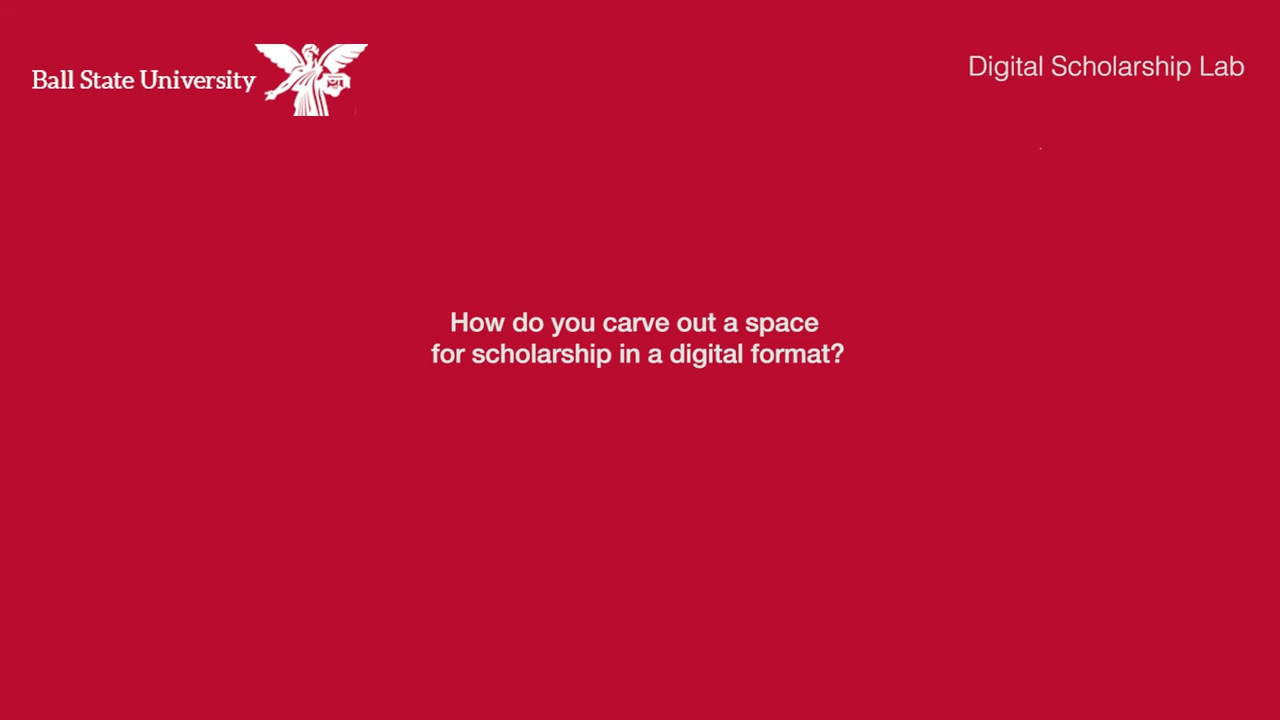 Ball State University
Digital Scholarship Lab
How do you carve out a space
for scholarship in a digital format?